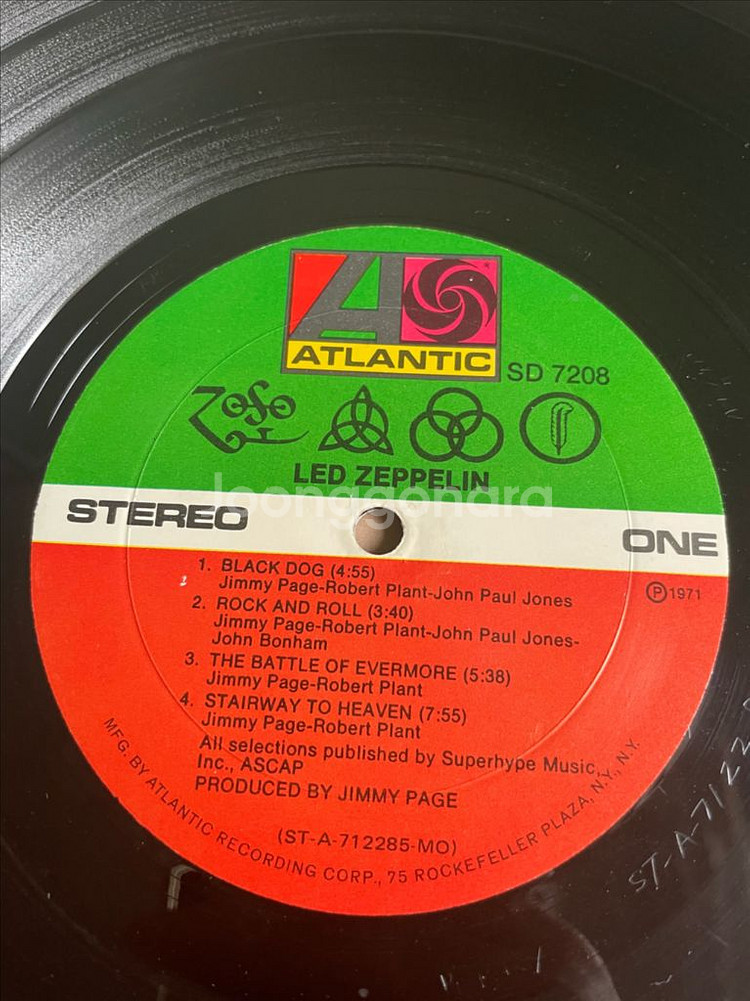 ATLANTIC
SD 7208
ZOSO
LED ZEPPELIN
joonggonara
STEREO
ONE
1. BLACK DOG (4:55)
Jimmy Page-Robert Plant-John Paul Jones
℗ 1971
2. ROCK AND ROLL (3:40)
Jimmy Page-Robert Plant-John Paul Jones-
John Bonham
3. THE BATTLE OF EVERMORE (5:38)
Jimmy Page-Robert Plant
4. STAIRWAY TO HEAVEN (7:55)
Jimmy Page-Robert Plant
All selections published by Superhype Music,
Inc., ASCAP
PRODUCED BY JIMMY PAGE
(ST-A-712285-MO)
MFG. BY ATLANTIC RECORDING CORP., 75 ROCKEFELLER PLAZA, N.Y., N.Y.